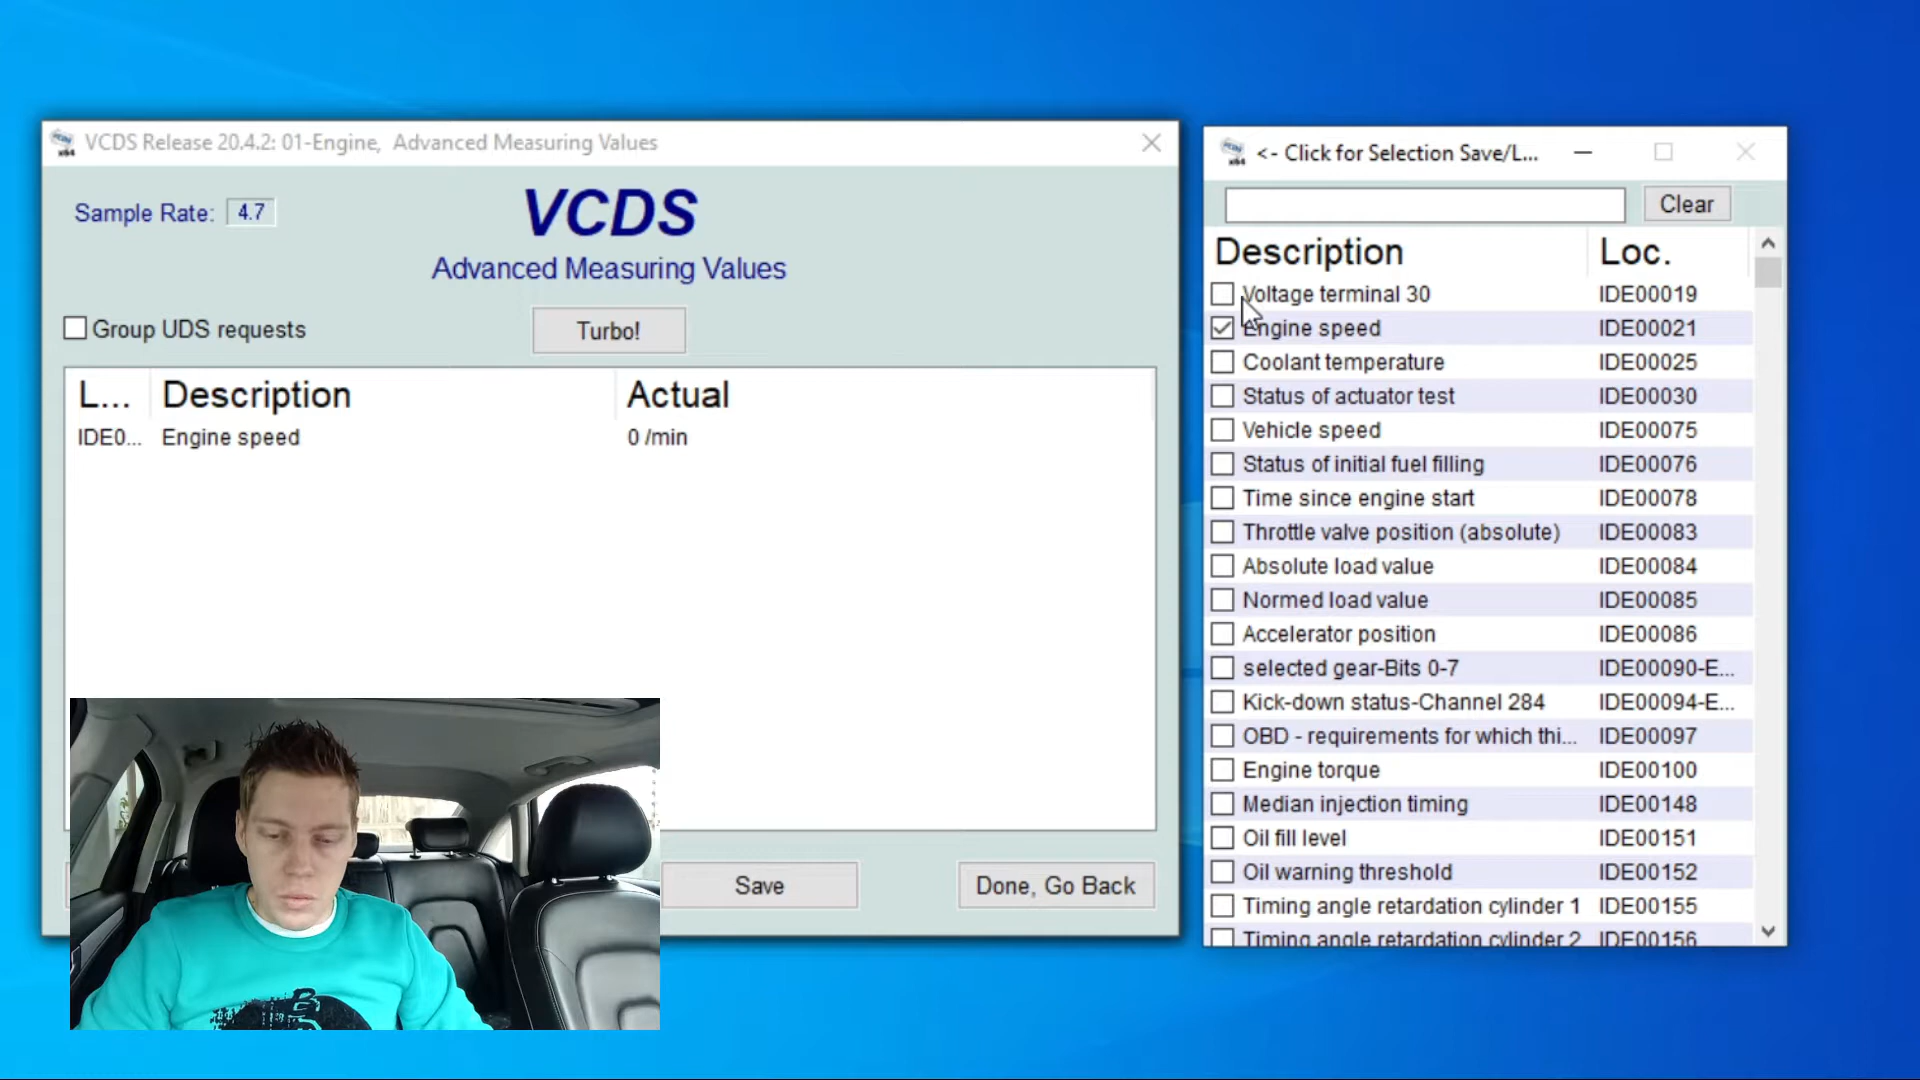 VCDS Release 20.4.2: 01-Engine, Advanced Measuring Values
Sample Rate: 4.7
VCDS
Advanced Measuring Values
Group UDS requests
Turbo!
L... Description Actual
IDE0... Engine speed 0 /min
Save
Done, Go Back
<- Click for Selection Save/L...
Clear
Description Loc.
Voltage terminal 30 IDE00019
Engine speed IDE00021
Coolant temperature IDE00025
Status of actuator test IDE00030
Vehicle speed IDE00075
Status of initial fuel filling IDE00076
Time since engine start IDE00078
Throttle valve position (absolute) IDE00083
Absolute load value IDE00084
Normed load value IDE00085
Accelerator position IDE00086
selected gear-Bits 0-7 IDE00090-E...
Kick-down status-Channel 284 IDE00094-E...
OBD - requirements for which thi... IDE00097
Engine torque IDE00100
Median injection timing IDE00148
Oil fill level IDE00151
Oil warning threshold IDE00152
Timing angle retardation cylinder 1 IDE00155
Timing angle retardation cylinder 2 IDE00156